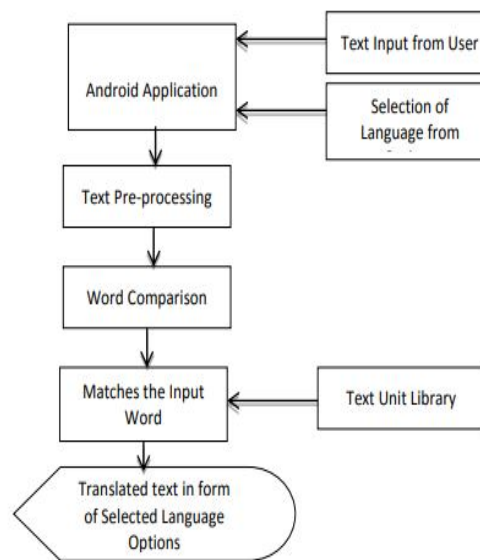 Text Input from User
Android Application
Selection of
Language from
Text Pre-processing
Word Comparison
Matches the Input
Word
Text Unit Library
Translated text in form
of Selected Language
Options